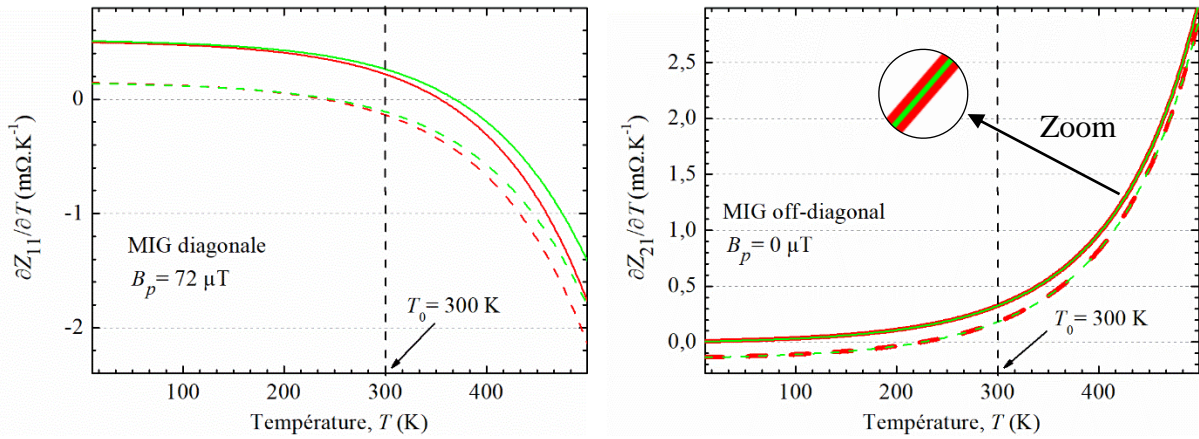 ∂Z₁₁/∂T (mΩ.K⁻¹)
0
-1
-2
MIG diagonale
Bₚ= 72 µT
T₀= 300 K
100
200
300
400
Température, T (K)
∂Z₂₁/∂T (mΩ.K⁻¹)
2,5
2,0
1,5
1,0
0,5
0,0
Zoom
MIG off-diagonal
Bₚ= 0 µT
T₀= 300 K
100
200
300
400
Température, T (K)